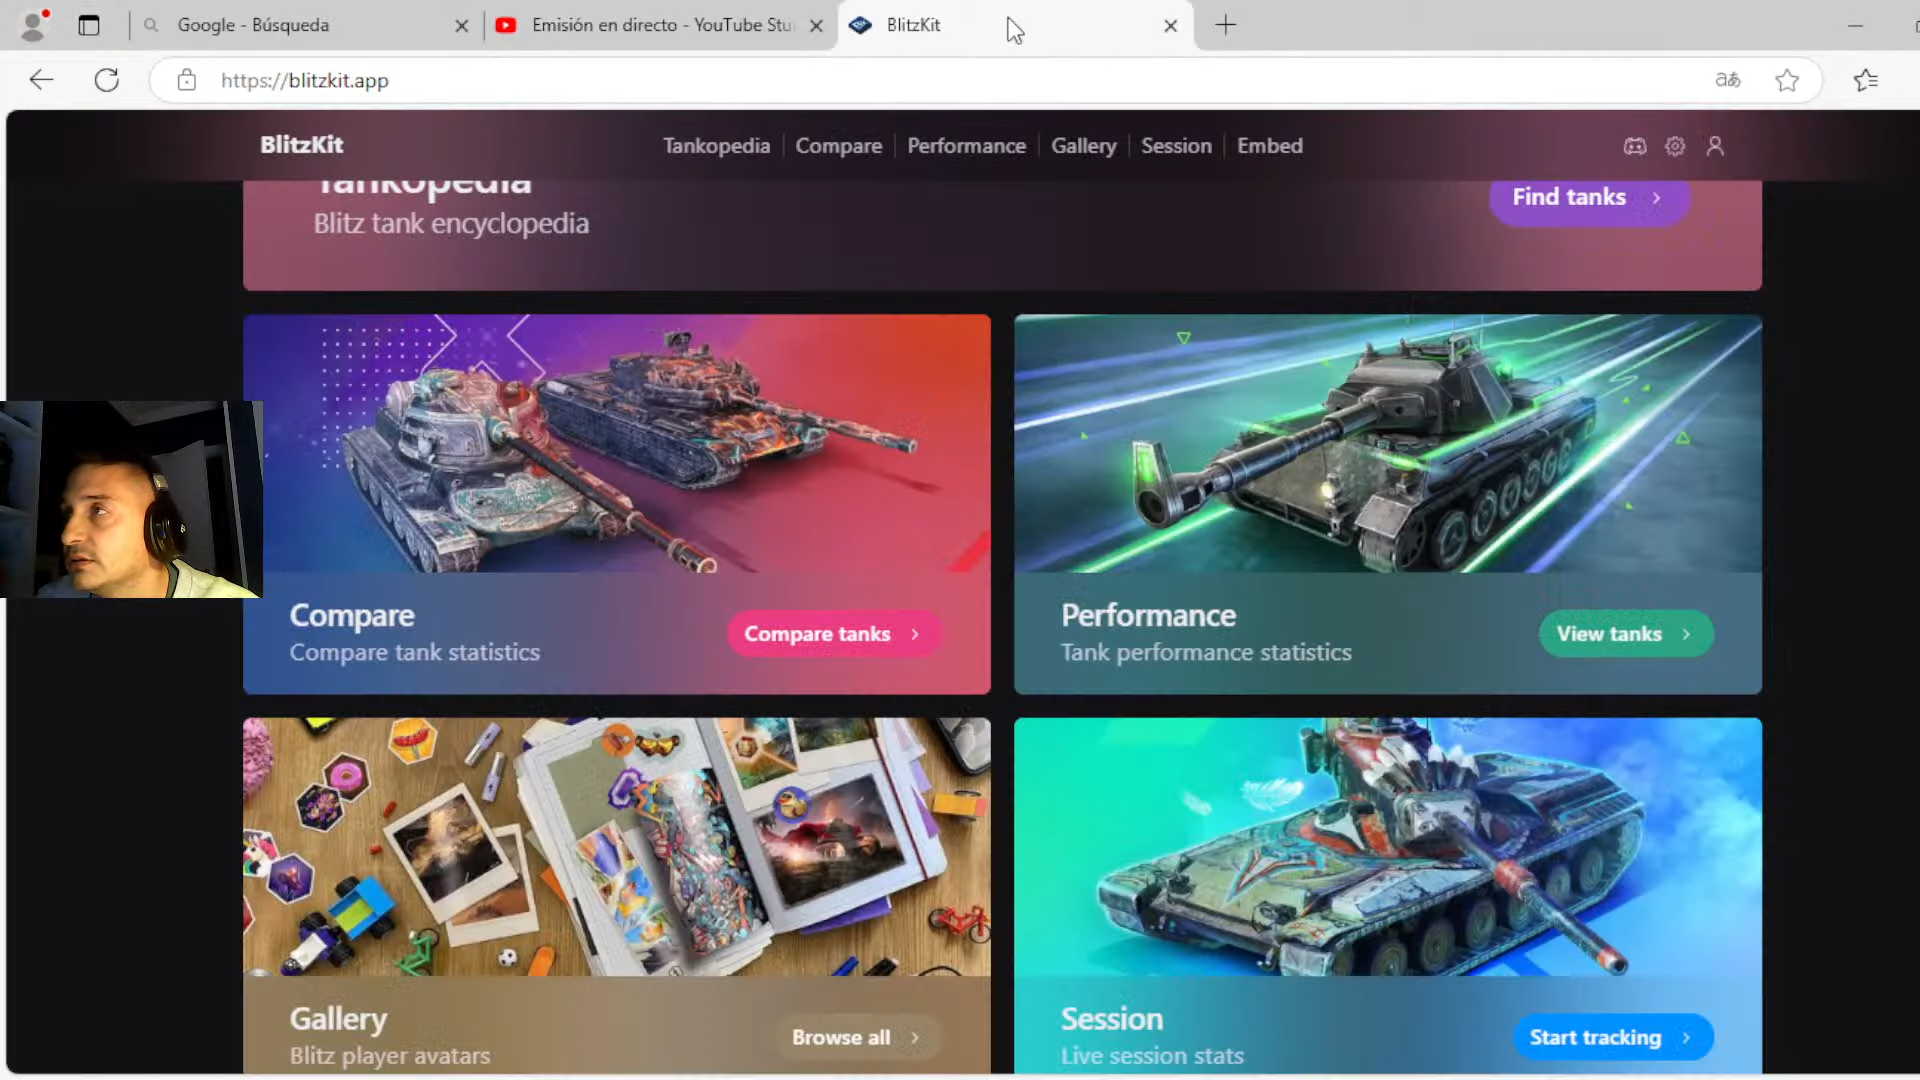 Google - Búsqueda
Emisión en directo - YouTube Stu
BlitzKit
https://blitzkit.app
aあ
BlitzKit
Tankopedia
Compare
Performance
Gallery
Session
Embed
Tankopedia
Blitz tank encyclopedia
Find tanks
Compare
Compare tank statistics
Compare tanks
Performance
Tank performance statistics
View tanks
Gallery
Blitz player avatars
Browse all
Session
Live session stats
Start tracking